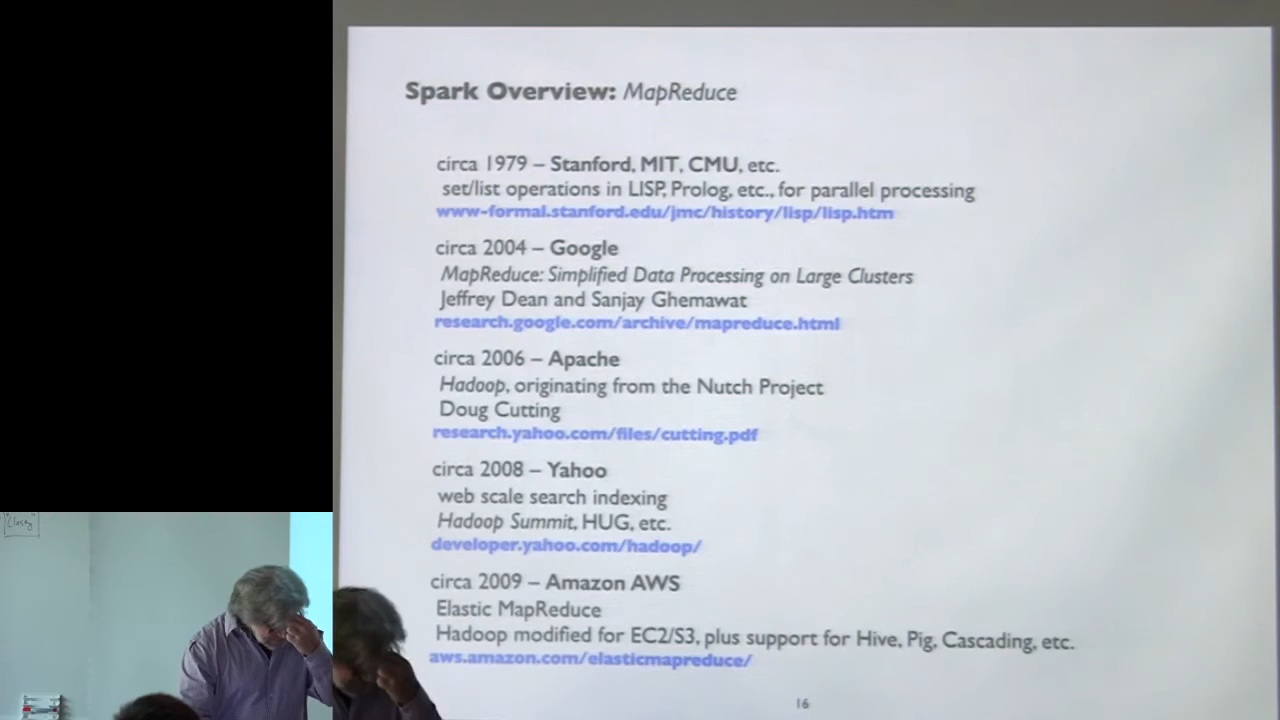 Spark Overview: MapReduce
circa 1979 – Stanford, MIT, CMU, etc.
set/list operations in LISP, Prolog, etc., for parallel processing
www-formal.stanford.edu/jmc/history/lisp/lisp.htm
circa 2004 – Google
MapReduce: Simplified Data Processing on Large Clusters
Jeffrey Dean and Sanjay Ghemawat
research.google.com/archive/mapreduce.html
circa 2006 – Apache
Hadoop, originating from the Nutch Project
Doug Cutting
research.yahoo.com/files/cutting.pdf
circa 2008 – Yahoo
web scale search indexing
Hadoop Summit, HUG, etc.
developer.yahoo.com/hadoop/
circa 2009 – Amazon AWS
Elastic MapReduce
Hadoop modified for EC2/S3, plus support for Hive, Pig, Cascading, etc.
aws.amazon.com/elasticmapreduce/
16